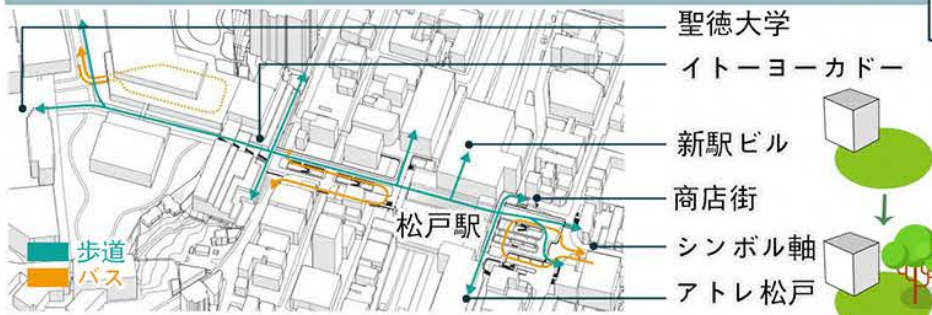 聖徳大学
イトーヨーカドー
新駅ビル
商店街
松戸駅
シンボル軸
アトレ松戸
歩道
バス